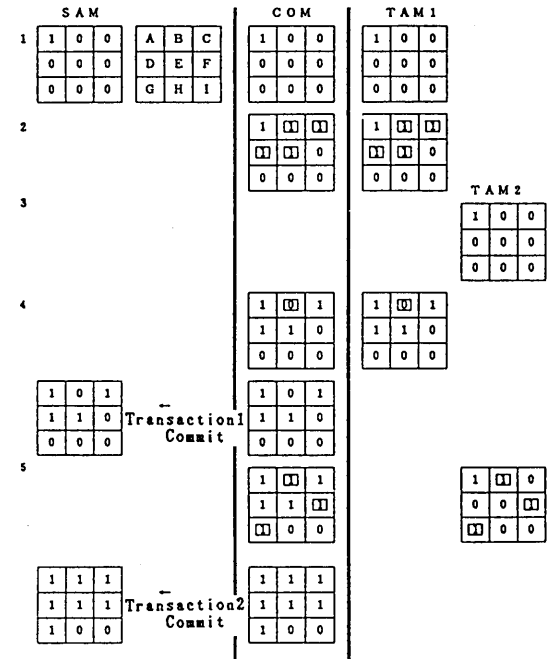 SAM COM TAM1
1 1 0 0 A B C 1 0 0 1 0 0
0 0 0 D E F 0 0 0 0 0 0
0 0 0 G H I 0 0 0 0 0 0
2 1 1 1 1 1 1
1 1 0 1 1 0
0 0 0 0 0 0
TAM2
3 1 0 0
0 0 0
0 0 0
4 1 0 1 1 0 1
1 1 0 1 1 0
0 0 0 0 0 0
1 0 1 ← 1 0 1
1 1 0 Transaction1 1 1 0
0 0 0 Commit 0 0 0
5 1 1 1 1 1 0
1 1 1 0 0 1
1 0 0 1 0 0
1 1 1 ← 1 1 1
1 1 1 Transaction2 1 1 1
1 0 0 Commit 1 0 0